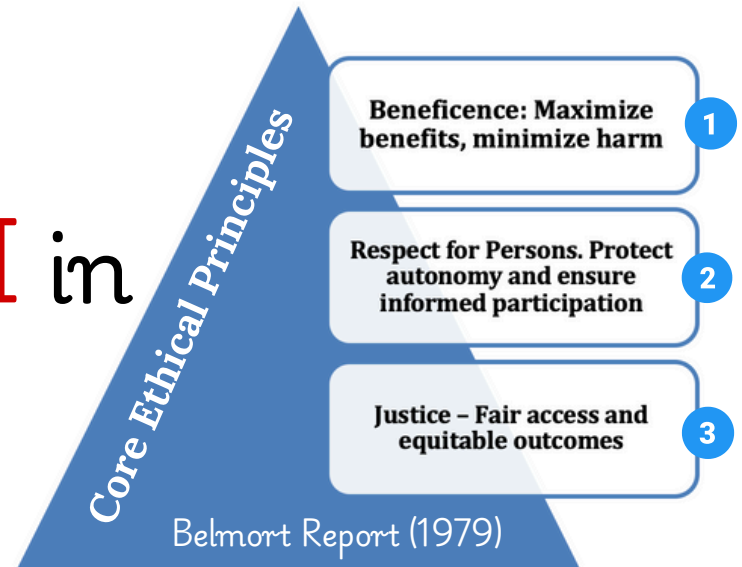 Beneficence: Maximize
benefits, minimize harm
1
I in
Respect for Persons. Protect
autonomy and ensure
informed participation
2
Core Ethical Principles
Justice – Fair access and
equitable outcomes
3
Belmort Report (1979)